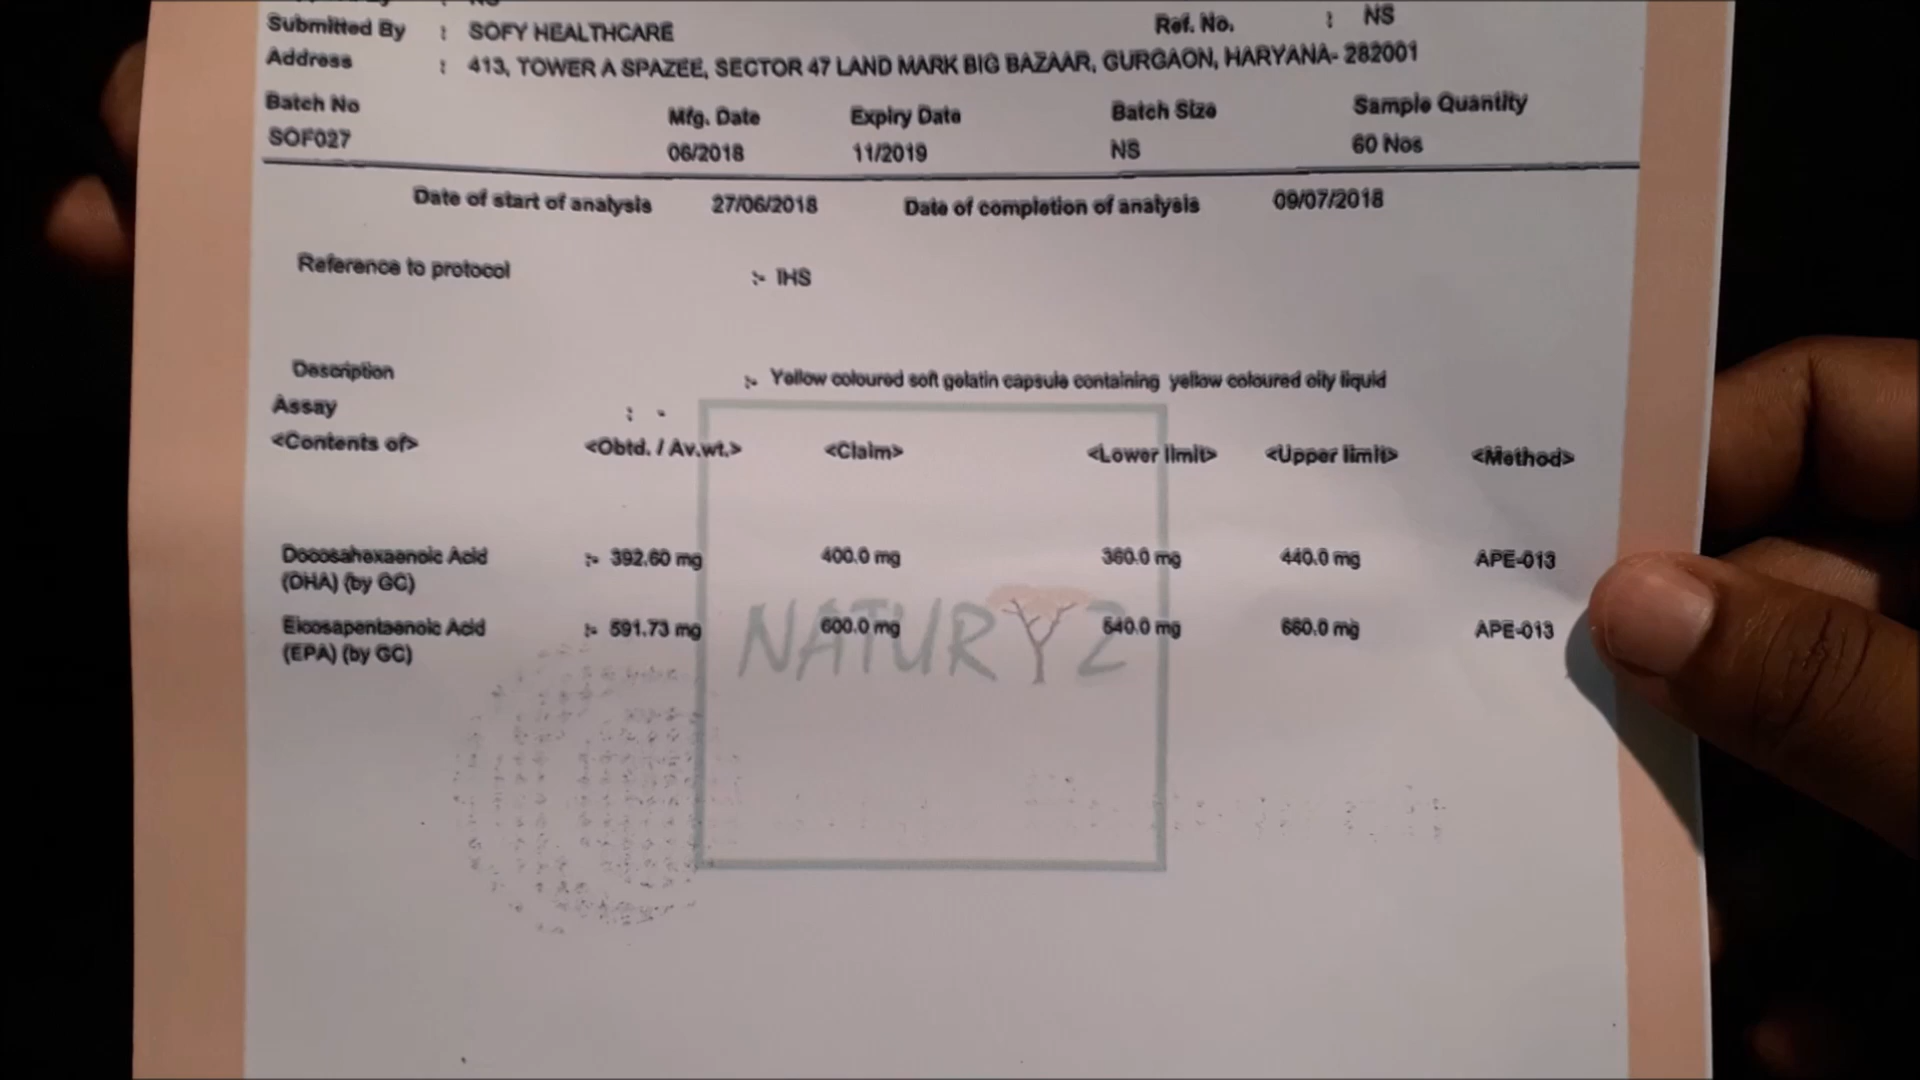 Submitted By : SOFY HEALTHCARE Ref. No. : NS
Address : 413, TOWER A SPAZEE, SECTOR 47 LAND MARK BIG BAZAAR, GURGAON, HARYANA- 282001
Batch No Mfg. Date Expiry Date Batch Size Sample Quantity
SOF027 06/2018 11/2019 NS 60 Nos
Date of start of analysis 27/06/2018 Date of completion of analysis 09/07/2018
Reference to protocol :- IHS
Description :- Yellow coloured soft gelatin capsule containing yellow coloured oily liquid
Assay : -
<Contents of> <Obtd. / Av.wt.> <Claim> <Lower limit> <Upper limit> <Method>
Docosahexaenoic Acid :- 392.60 mg 400.0 mg 360.0 mg 440.0 mg APE-013
(DHA) (by GC)
Eicosapentaenoic Acid :- 591.73 mg 600.0 mg 540.0 mg 660.0 mg APE-013
(EPA) (by GC)
NATURYZ